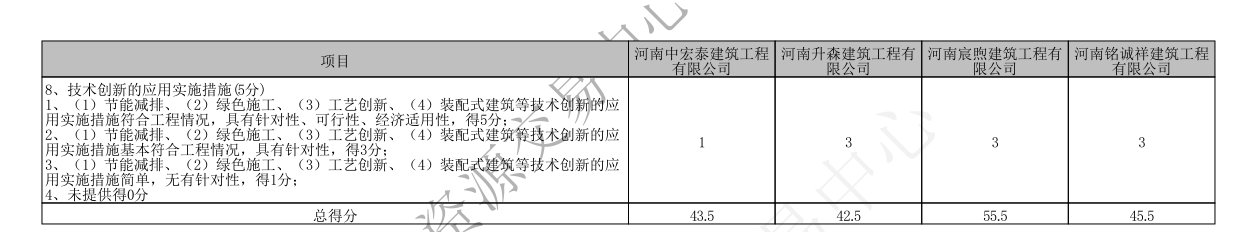 项目
河南中宏泰建筑工程
有限公司
河南升森建筑工程有
限公司
河南宸煦建筑工程有
限公司
河南铭诚祥建筑工程
有限公司
8、技术创新的应用实施措施(5分)
1、（1）节能减排、（2）绿色施工、（3）工艺创新、（4）装配式建筑等技术创新的应
用实施措施符合工程情况，具有针对性、可行性、经济适用性，得5分；
2、（1）节能减排、（2）绿色施工、（3）工艺创新、（4）装配式建筑等技术创新的应
用实施措施基本符合工程情况，具有针对性，得3分；
3、（1）节能减排、（2）绿色施工、（3）工艺创新、（4）装配式建筑等技术创新的应
用实施措施简单，无有针对性，得1分；
4、未提供得0分
1
3
3
3
总得分
43.5
42.5
55.5
45.5
资源交易中心
易中心